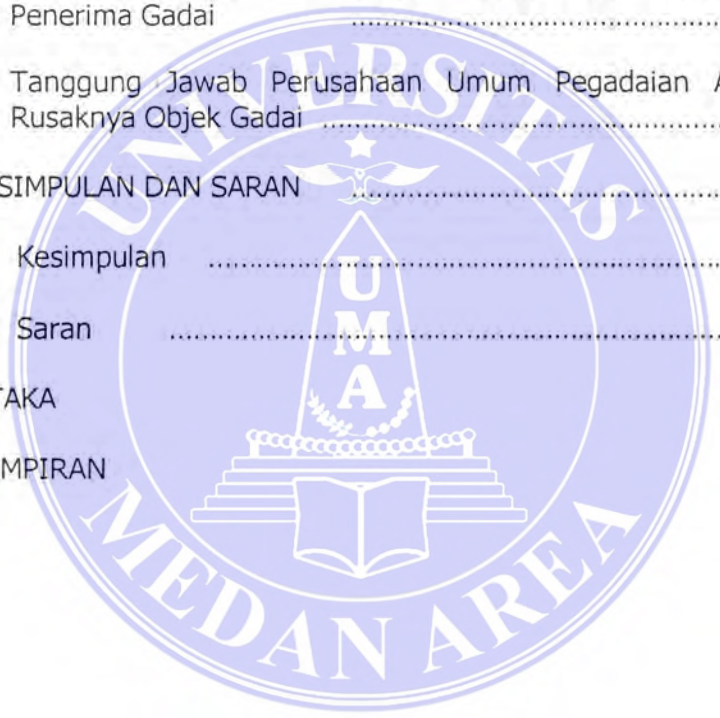 Penerima Gadai ........................................
Tanggung Jawab Perusahaan Umum Pegadaian A
Rusaknya Objek Gadai ........................................
SIMPULAN DAN SARAN ........................................
Kesimpulan ........................................
Saran ........................................
TAKA
MPIRAN
UNIVERSITAS
UMA
MEDAN AREA